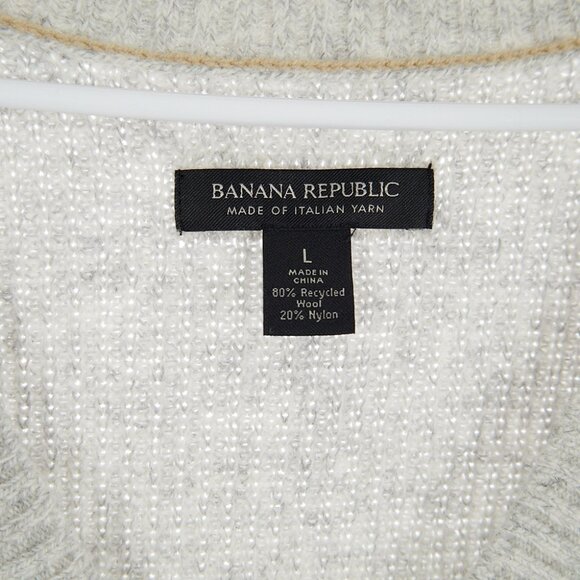 BANANA REPUBLIC
MADE OF ITALIAN YARN
L
MADE IN
CHINA
80% Recycled
Wool
20% Nylon